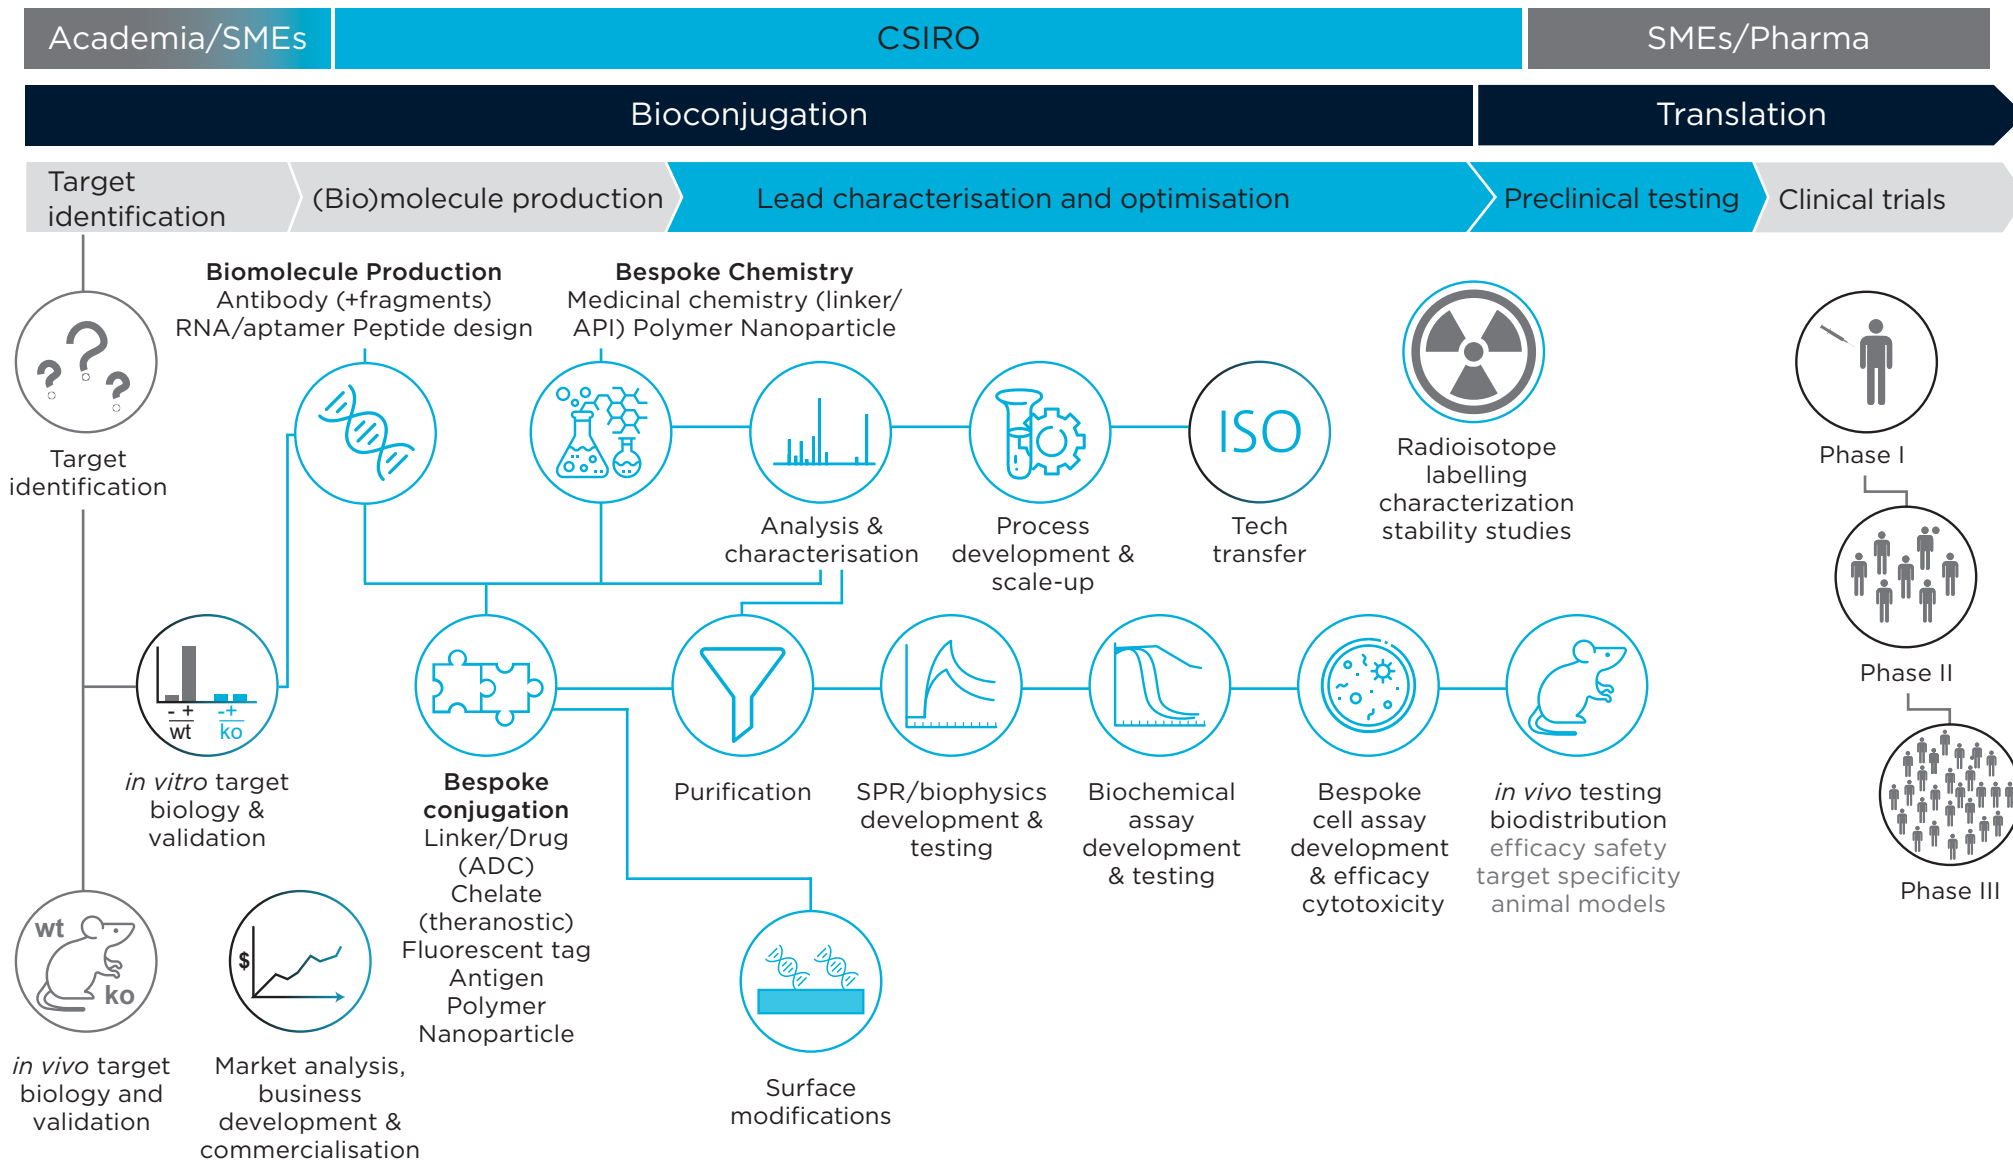 Academia/SMEs
CSIRO
SMEs/Pharma
Bioconjugation
Translation
Target
identification
(Bio)molecule production
Lead characterisation and optimisation
Preclinical testing
Clinical trials
Biomolecule Production
Antibody (+fragments)
RNA/aptamer Peptide design
Bespoke Chemistry
Medicinal chemistry (linker/
API) Polymer Nanoparticle
Target
identification
Analysis &
characterisation
Process
development &
scale-up
ISO
Tech
transfer
Radioisotope
labelling
characterization
stability studies
Phase I
Phase II
Phase III
- +
wt
- +
ko
in vitro target
biology &
validation
Bespoke
conjugation
Linker/Drug
(ADC)
Chelate
(theranostic)
Fluorescent tag
Antigen
Polymer
Nanoparticle
Purification
SPR/biophysics
development &
testing
Biochemical
assay
development
& testing
Bespoke
cell assay
development
& efficacy
cytotoxicity
in vivo testing
biodistribution
efficacy safety
target specificity
animal models
wt
ko
in vivo target
biology and
validation
$
Market analysis,
business
development &
commercialisation
Surface
modifications